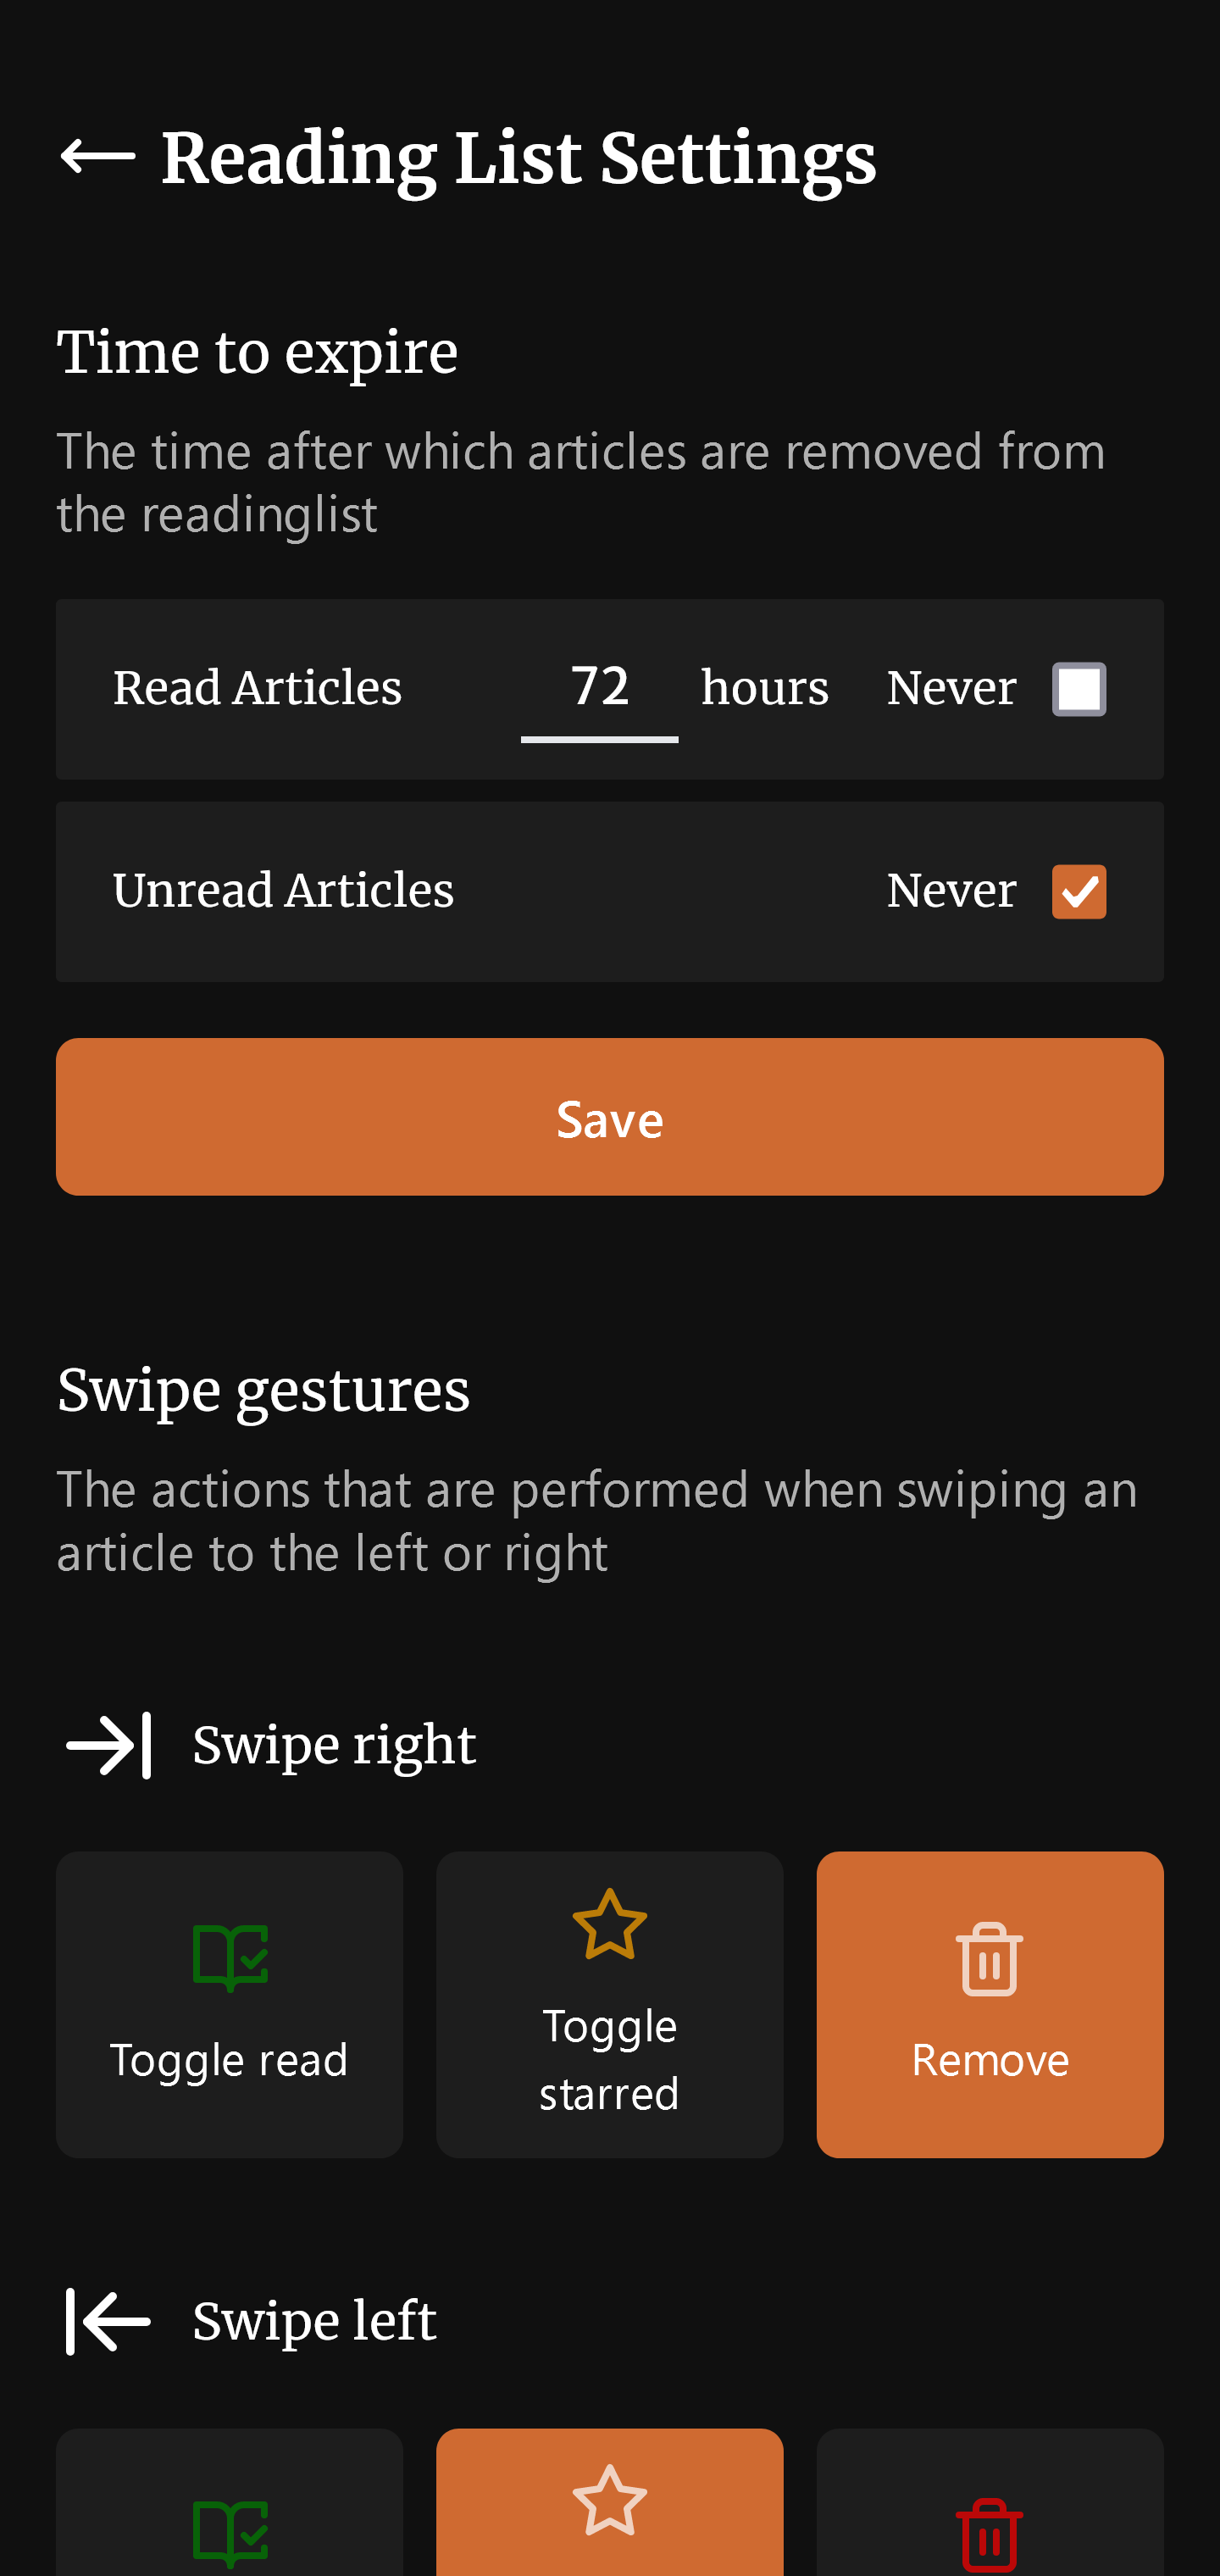 Reading List Settings
Time to expire
The time after which articles are removed from
the readinglist
Read Articles 72 hours Never
Unread Articles Never
Save
Swipe gestures
The actions that are performed when swiping an
article to the left or right
Swipe right
Toggle read
Toggle
starred
Remove
Swipe left